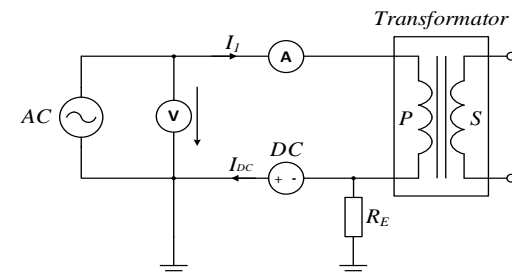 Transformator
I1
A
AC
V
P
S
IDC
DC
+ -
RE